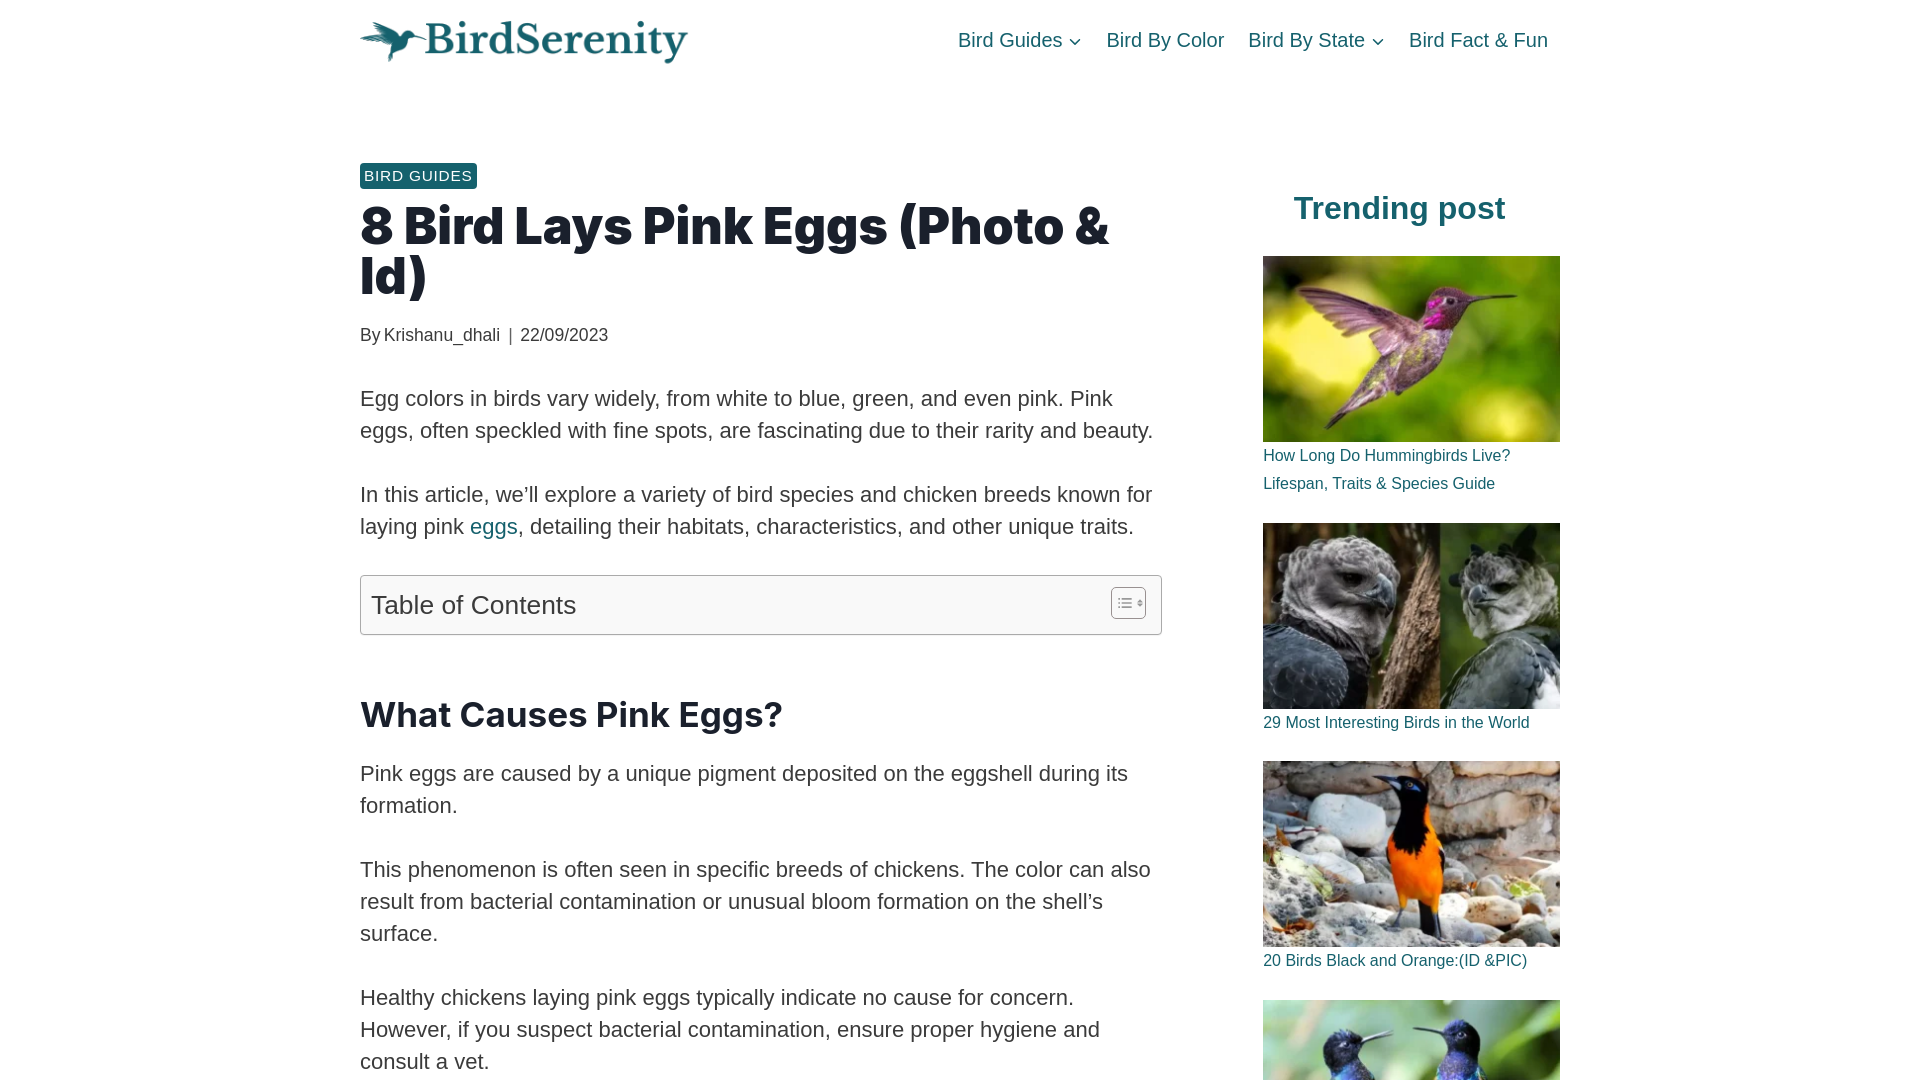 BirdSerenity
Bird Guides
Bird By Color
Bird By State
Bird Fact & Fun
BIRD GUIDES
8 Bird Lays Pink Eggs (Photo &
Id)
By Krishanu_dhali | 22/09/2023
Egg colors in birds vary widely, from white to blue, green, and even pink. Pink
eggs, often speckled with fine spots, are fascinating due to their rarity and beauty.
In this article, we’ll explore a variety of bird species and chicken breeds known for
laying pink eggs, detailing their habitats, characteristics, and other unique traits.
Table of Contents
What Causes Pink Eggs?
Pink eggs are caused by a unique pigment deposited on the eggshell during its
formation.
This phenomenon is often seen in specific breeds of chickens. The color can also
result from bacterial contamination or unusual bloom formation on the shell’s
surface.
Healthy chickens laying pink eggs typically indicate no cause for concern.
However, if you suspect bacterial contamination, ensure proper hygiene and
consult a vet.
Trending post
How Long Do Hummingbirds Live?
Lifespan, Traits & Species Guide
29 Most Interesting Birds in the World
20 Birds Black and Orange:(ID &PIC)